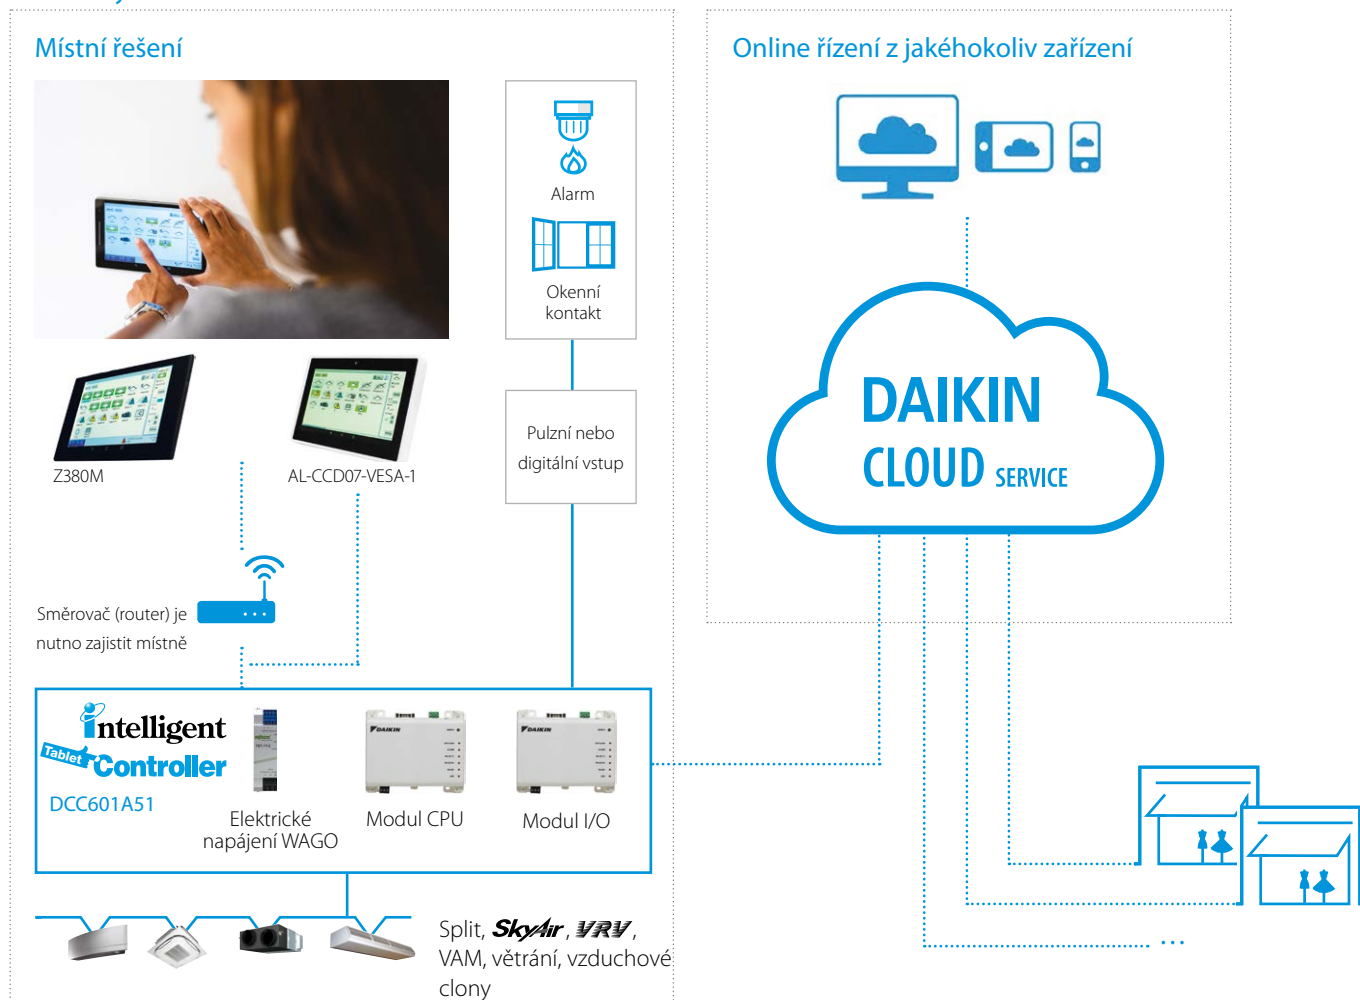 Místní řešení
Alarm
Okenní
kontakt
Z380M
AL-CCD07-VESA-1
Pulzní nebo
digitální vstup
Směrovač (router) je
nutno zajistit místně
intelligent
Tablet Controller
DCC601A51
Elektrické
napájení WAGO
DAIKIN
Modul CPU
DAIKIN
Modul I/O
Split, SkyAir, VRV,
VAM, větrání, vzduchové
clony
Online řízení z jakéhokoliv zařízení
DAIKIN
CLOUD SERVICE
...